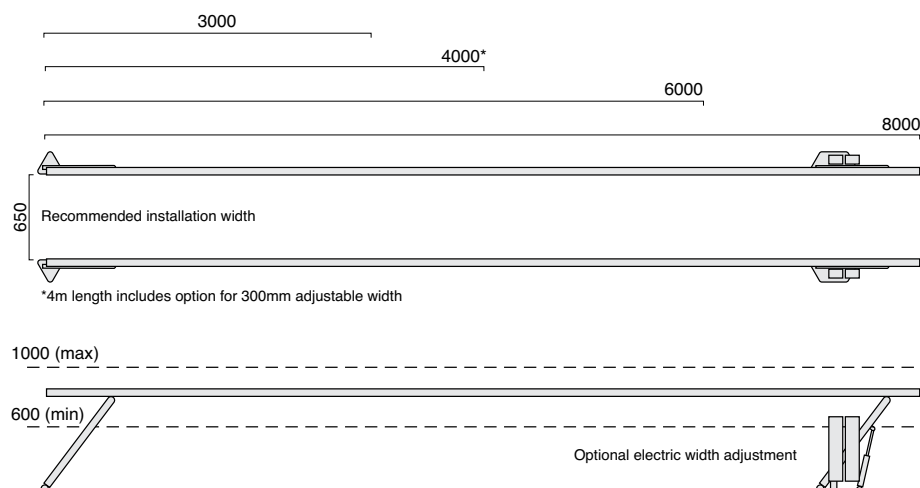 3000
4000*
6000
8000
650
Recommended installation width
*4m length includes option for 300mm adjustable width
1000 (max)
600 (min)
Optional electric width adjustment